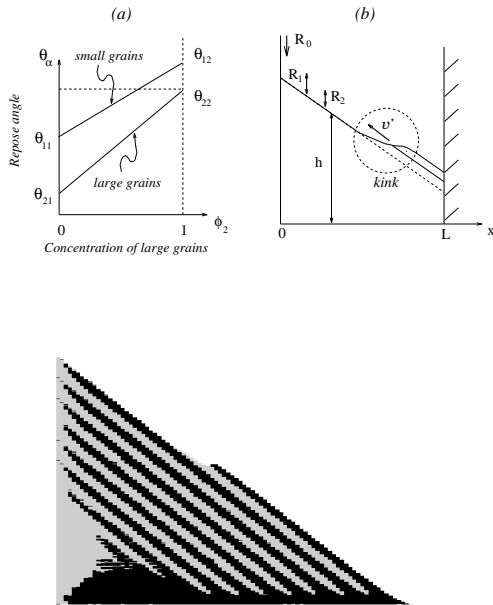 (a)
θα
small grains
θ12
Repose angle
θ22
θ11
large grains
θ21
0
1
ϕ2
Concentration of large grains
(b)
R0
R1
R2
v'
h
kink
0
L
x